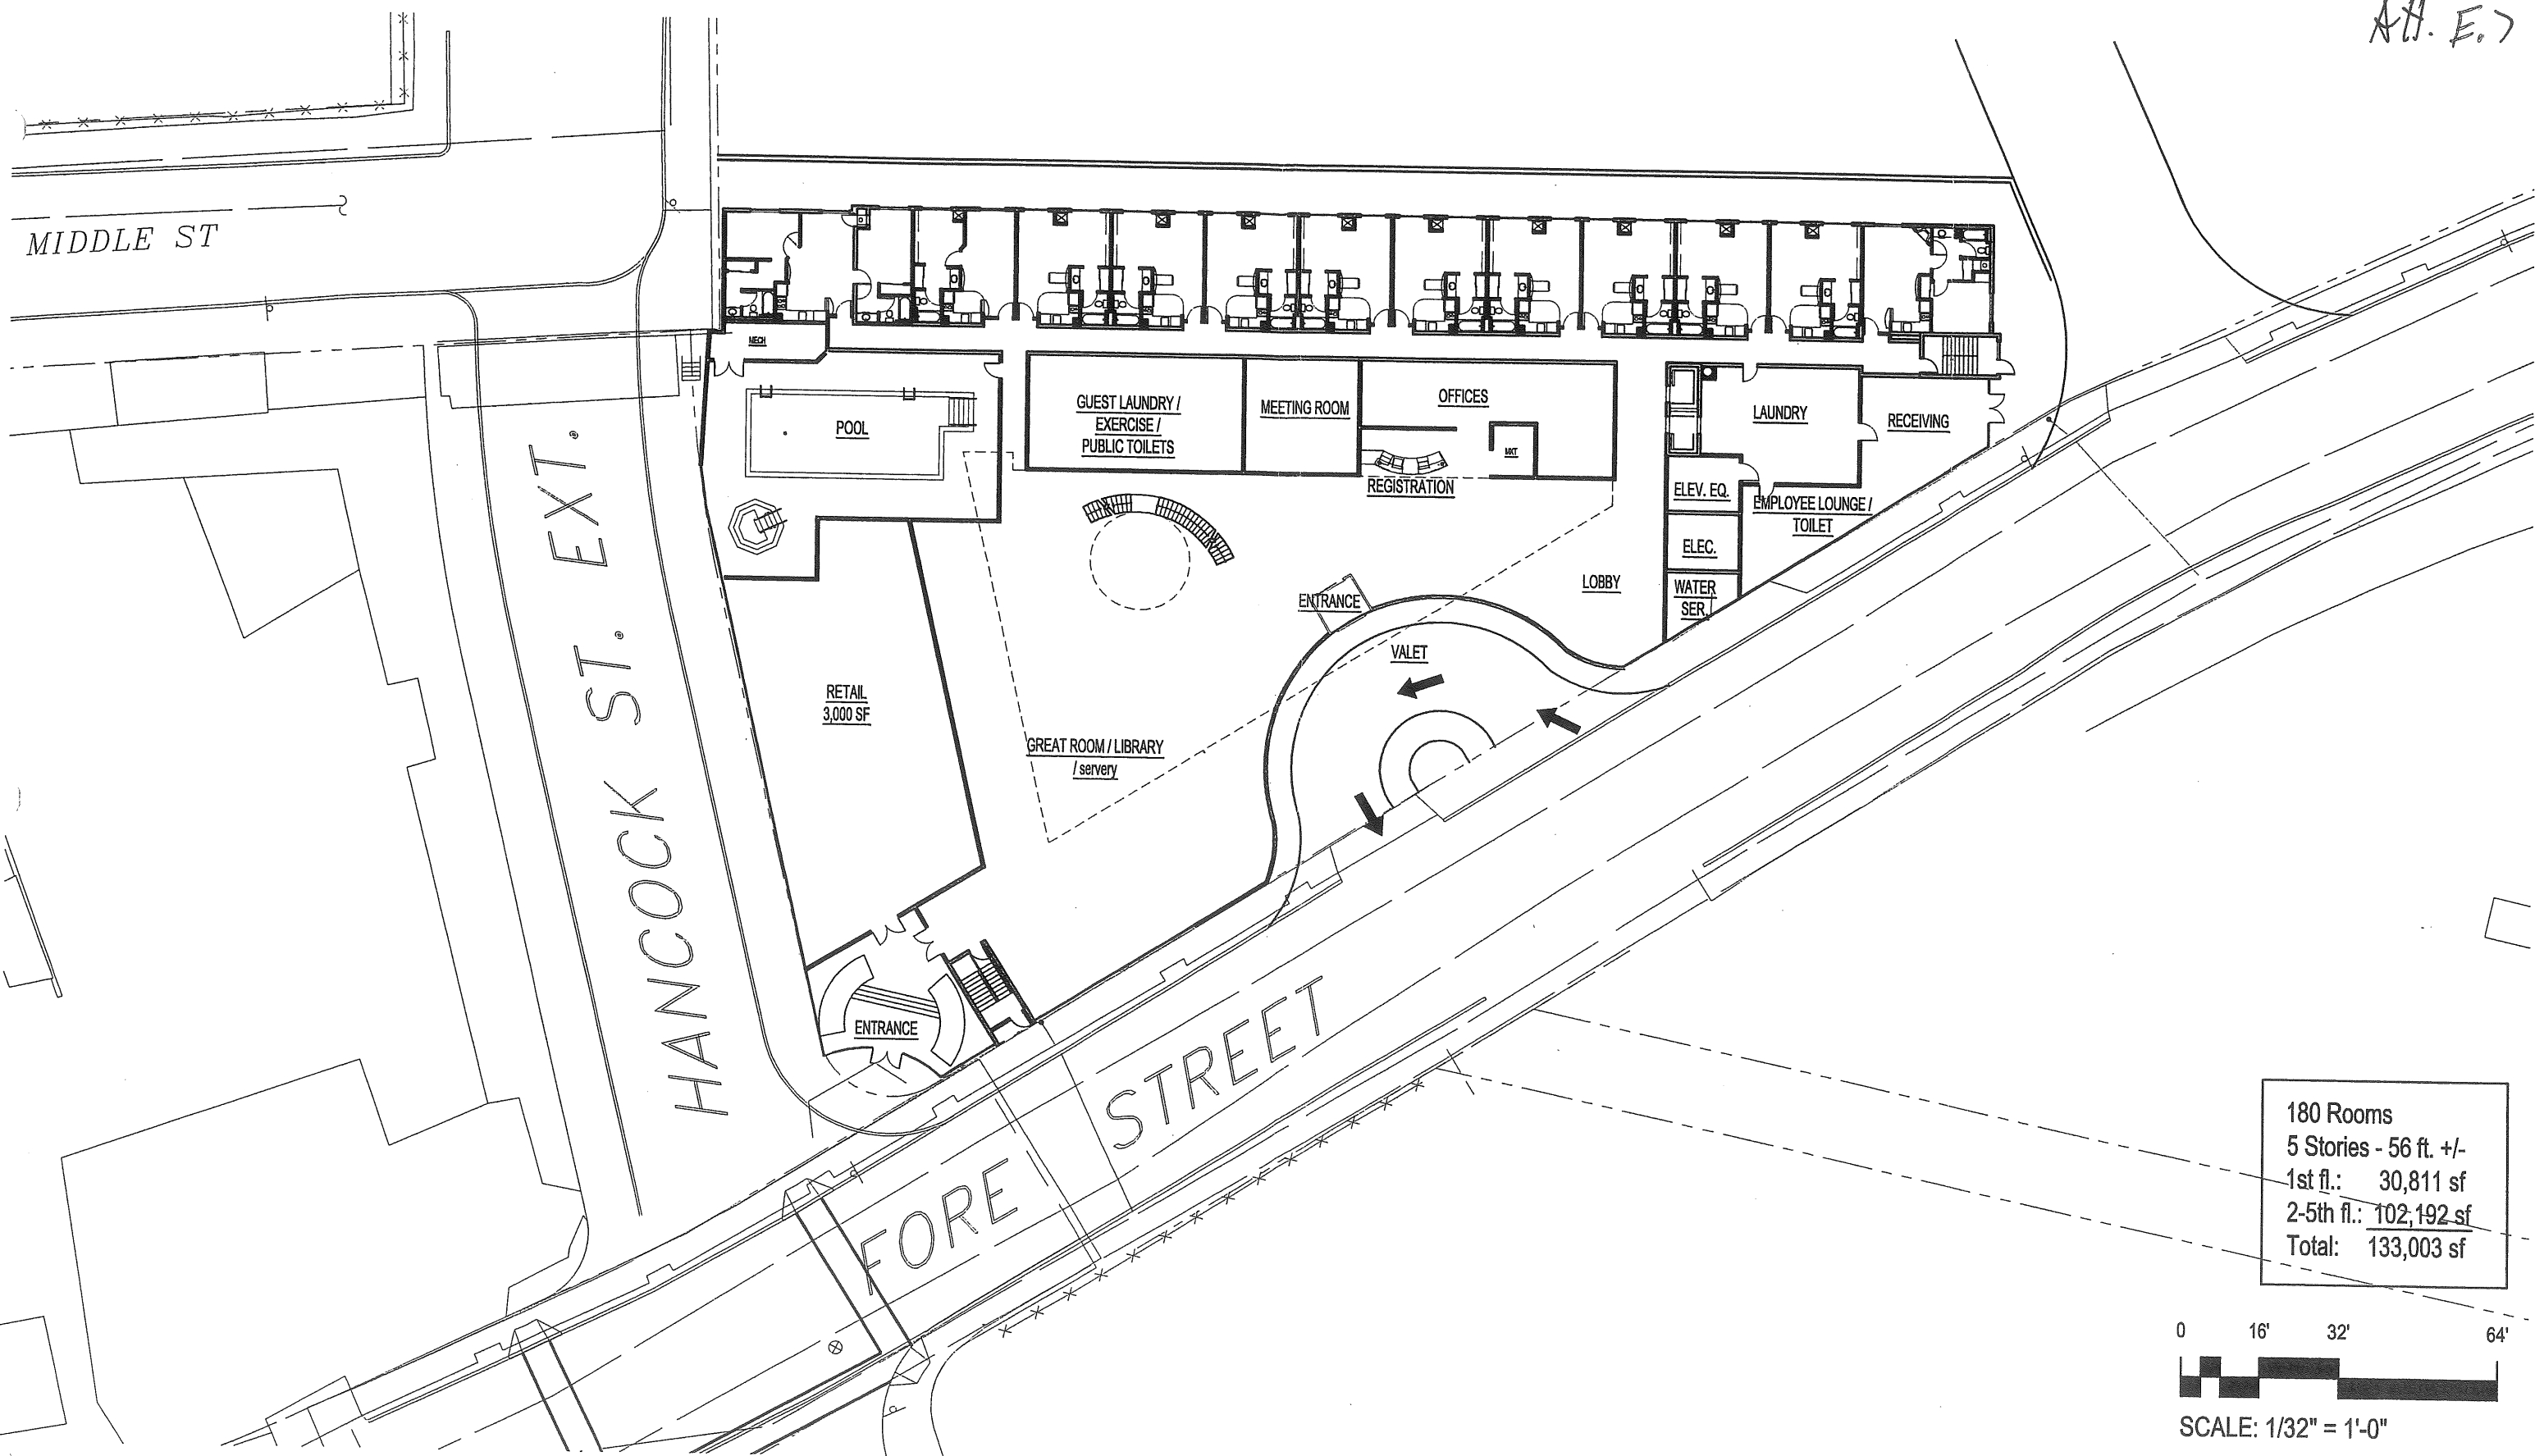 Att. E.7
MIDDLE ST
MECH
POOL
GUEST LAUNDRY /
EXERCISE /
PUBLIC TOILETS
MEETING ROOM
OFFICES
LAUNDRY
RECEIVING
REGISTRATION
ELEV. EQ.
EMPLOYEE LOUNGE /
TOILET
ELEC.
LOBBY
WATER
SER.
ENTRANCE
VALET
RETAIL
3,000 SF
GREAT ROOM / LIBRARY
/ servery
HANCOCK ST. EXT.
ENTRANCE
FORE STREET
180 Rooms
5 Stories - 56 ft. +/-
1st fl.: 30,811 sf
2-5th fl.: 102,192 sf
Total: 133,003 sf
0 16' 32' 64'
SCALE: 1/32" = 1'-0"